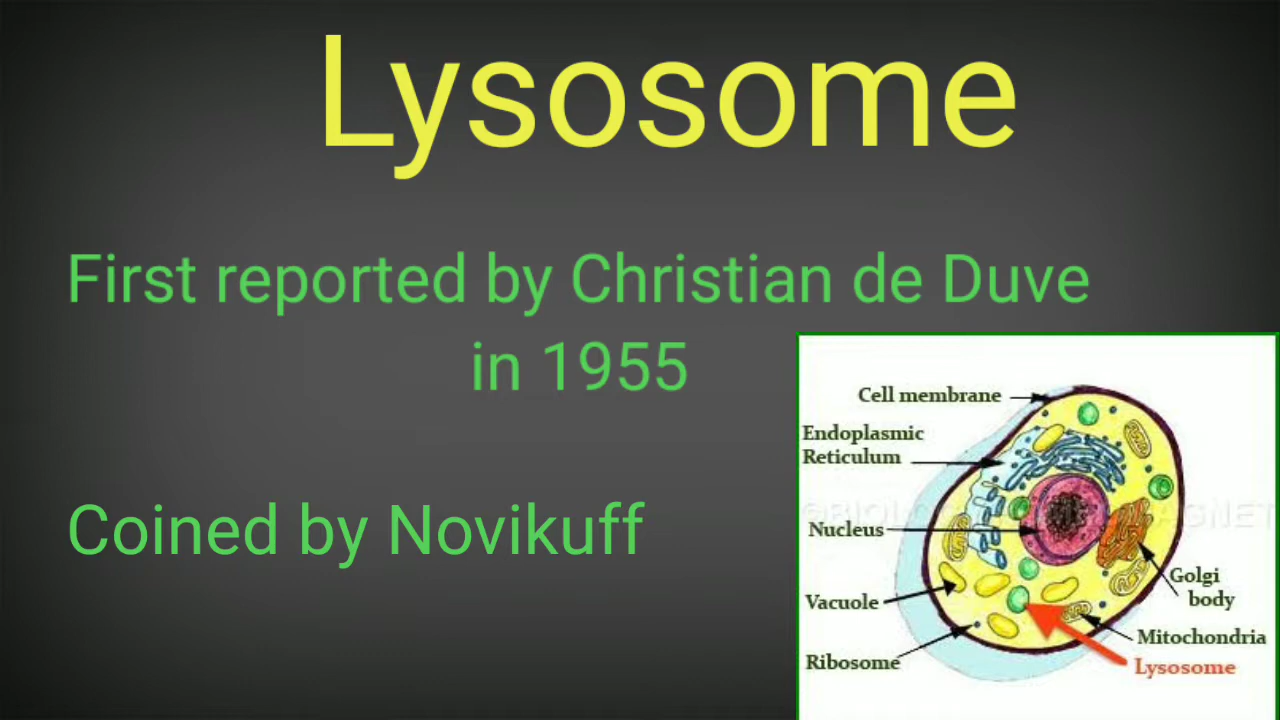 Lysosome
First reported by Christian de Duve
in 1955
Coined by Novikuff
Cell membrane
Endoplasmic
Reticulum
Nucleus
Golgi
body
Vacuole
Mitochondria
Ribosome
Lysosome